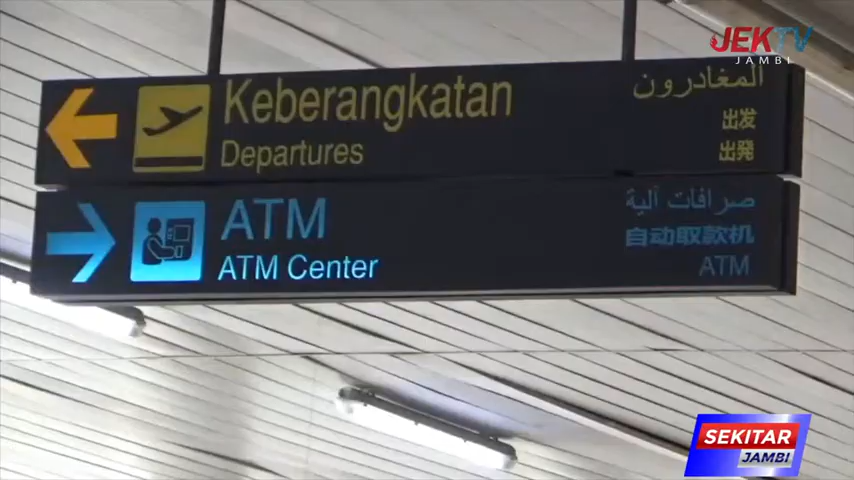 JEKTV
JAMBI
Keberangkatan
Departures
المغادرون
出发
出発
ATM
ATM Center
صرافات آلية
自动取款机
ATM
SEKITAR
JAMBI